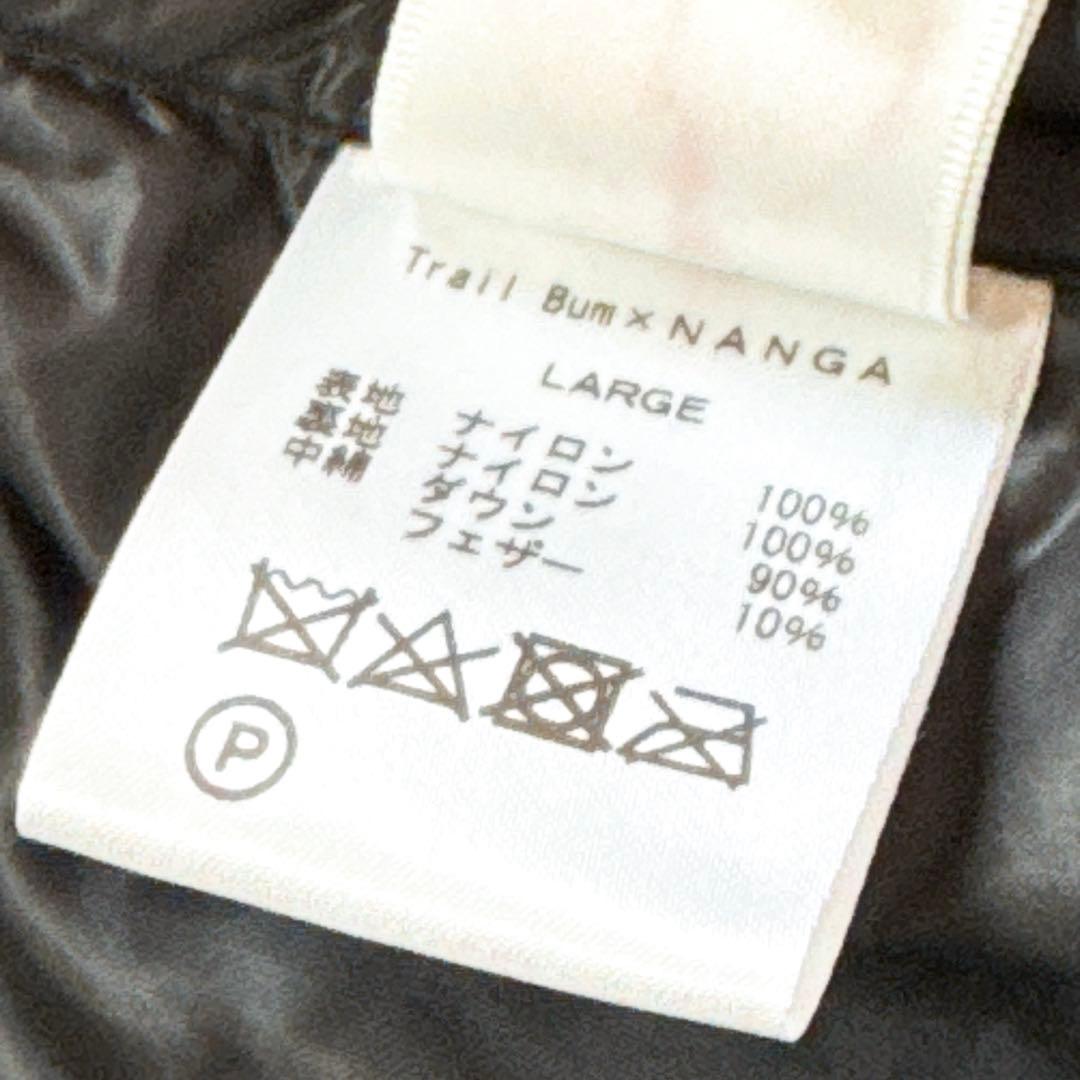 Trail Bum×NANGA
LARGE
表地 ナイロン 100%
裏地 ナイロン 100%
中綿 ダウン 90%
フェザー 10%
P